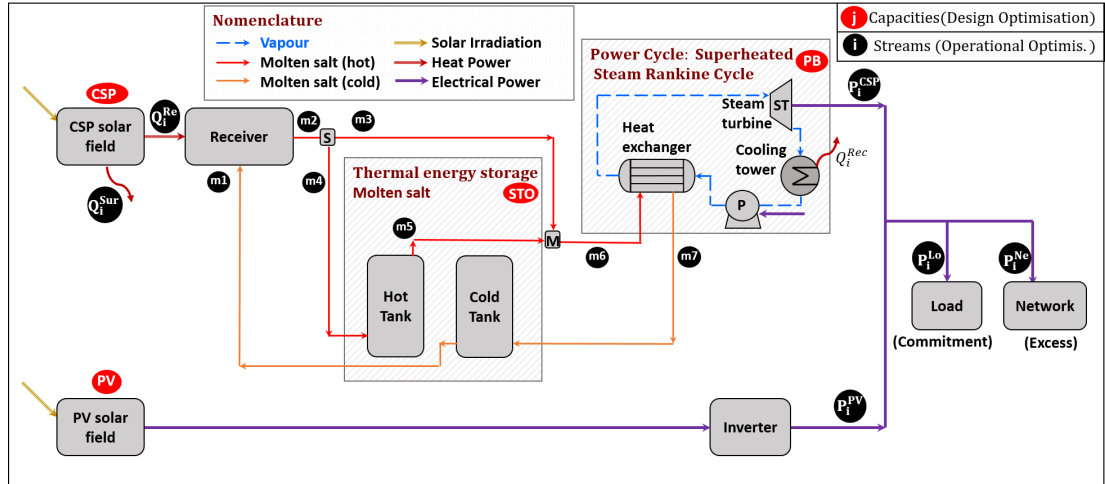 Nomenclature
Vapour
Molten salt (hot)
Molten salt (cold)
Solar Irradiation
Heat Power
Electrical Power
j Capacities(Design Optimisation)
i Streams (Operational Optimis. )
CSP
CSP solar
field
Q_i^Re
Q_i^Sur
Receiver
m1
m2
S
m3
m4
Thermal energy storage
Molten salt
STO
m5
Hot
Tank
Cold
Tank
M
m6
m7
Power Cycle: Superheated
Steam Rankine Cycle
PB
Heat
exchanger
Steam
turbine
ST
Cooling
tower
Σ
Q_i^Rec
P
P_i^CSP
P_i^Lo
P_i^Ne
Load
(Commitment)
Network
(Excess)
PV
PV solar
field
Inverter
P_i^PV